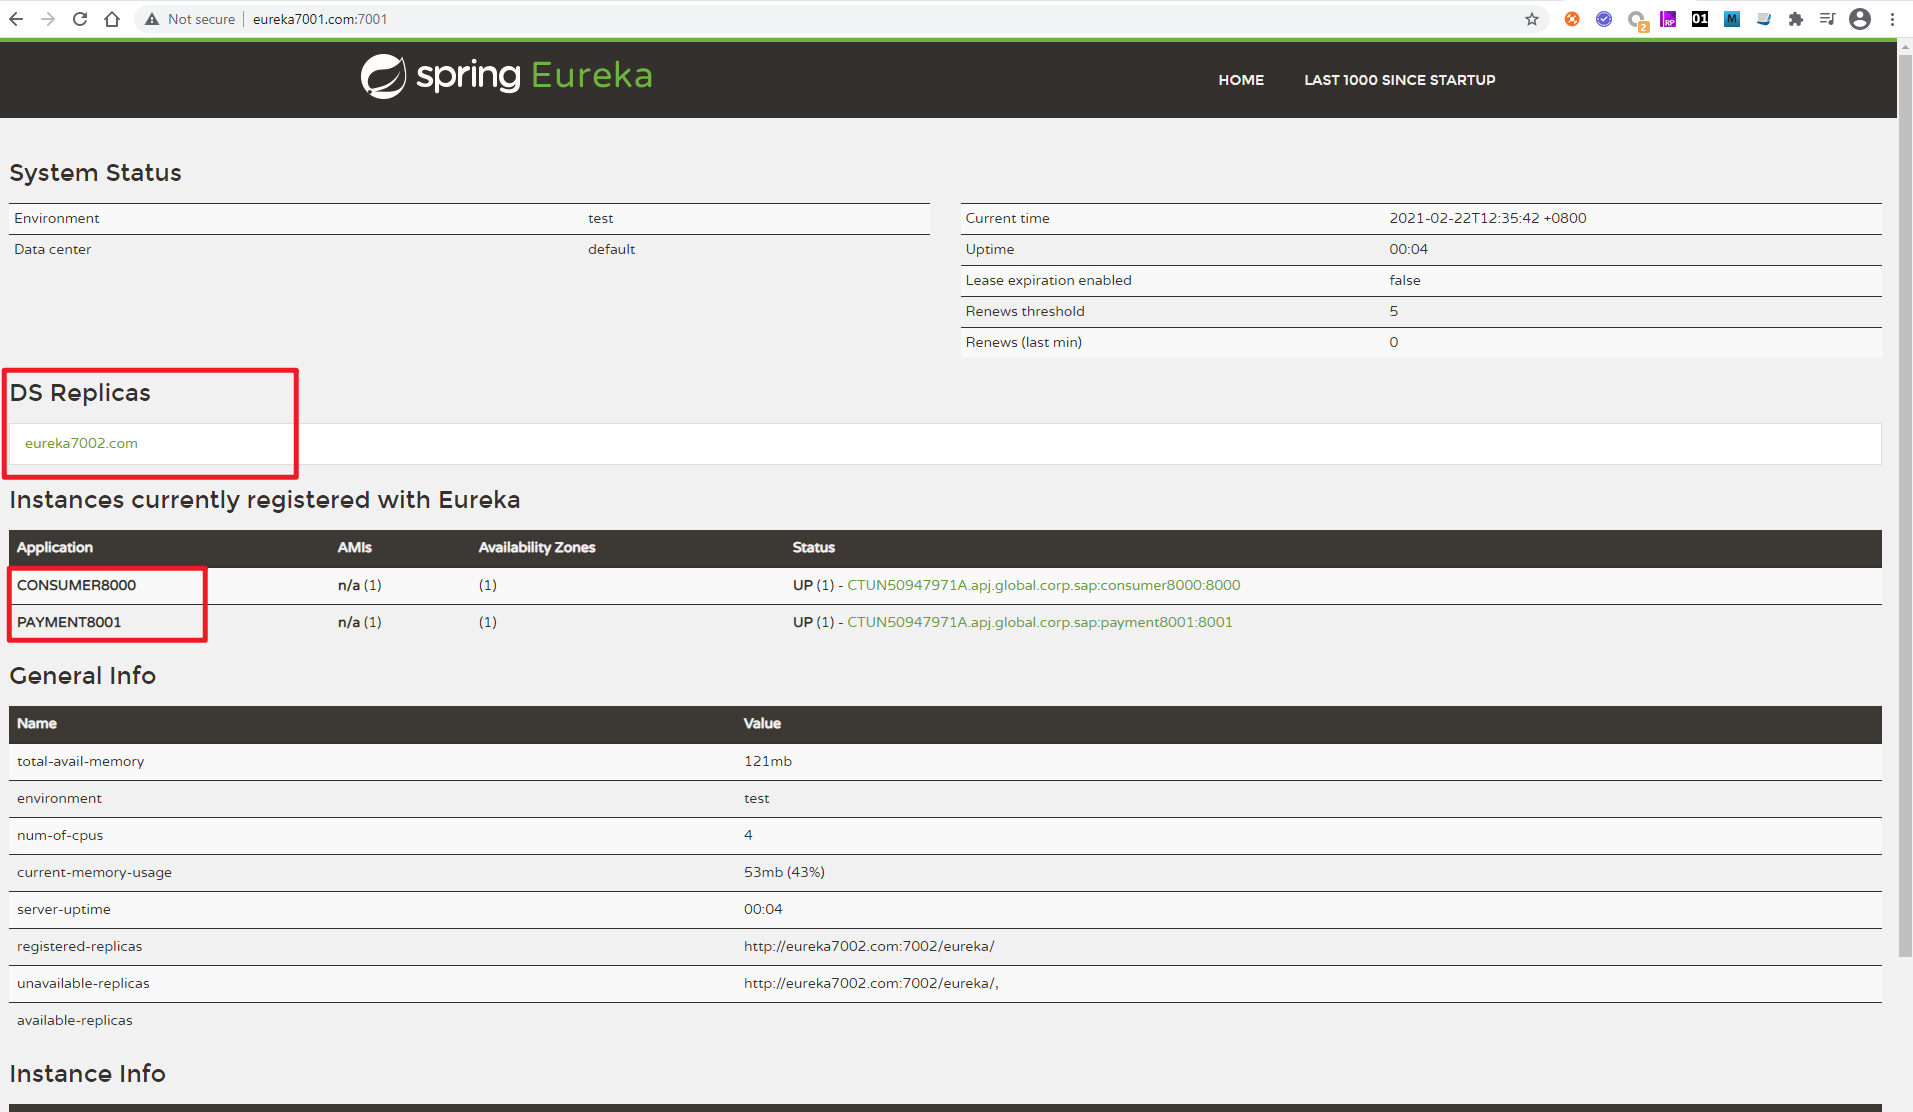 Not secure | eureka7001.com:7001
2 RP 01 M
spring Eureka HOME LAST 1000 SINCE STARTUP
System Status
Environment test
Data center default
Current time 2021-02-22T12:35:42 +0800
Uptime 00:04
Lease expiration enabled false
Renews threshold 5
Renews (last min) 0
DS Replicas
eureka7002.com
Instances currently registered with Eureka
Application AMIs Availability Zones Status
CONSUMER8000 n/a (1) (1) UP (1) - CTUN50947971A.apj.global.corp.sap:consumer8000:8000
PAYMENT8001 n/a (1) (1) UP (1) - CTUN50947971A.apj.global.corp.sap:payment8001:8001
General Info
Name Value
total-avail-memory 121mb
environment test
num-of-cpus 4
current-memory-usage 53mb (43%)
server-uptime 00:04
registered-replicas http://eureka7002.com:7002/eureka/
unavailable-replicas http://eureka7002.com:7002/eureka/,
available-replicas
Instance Info